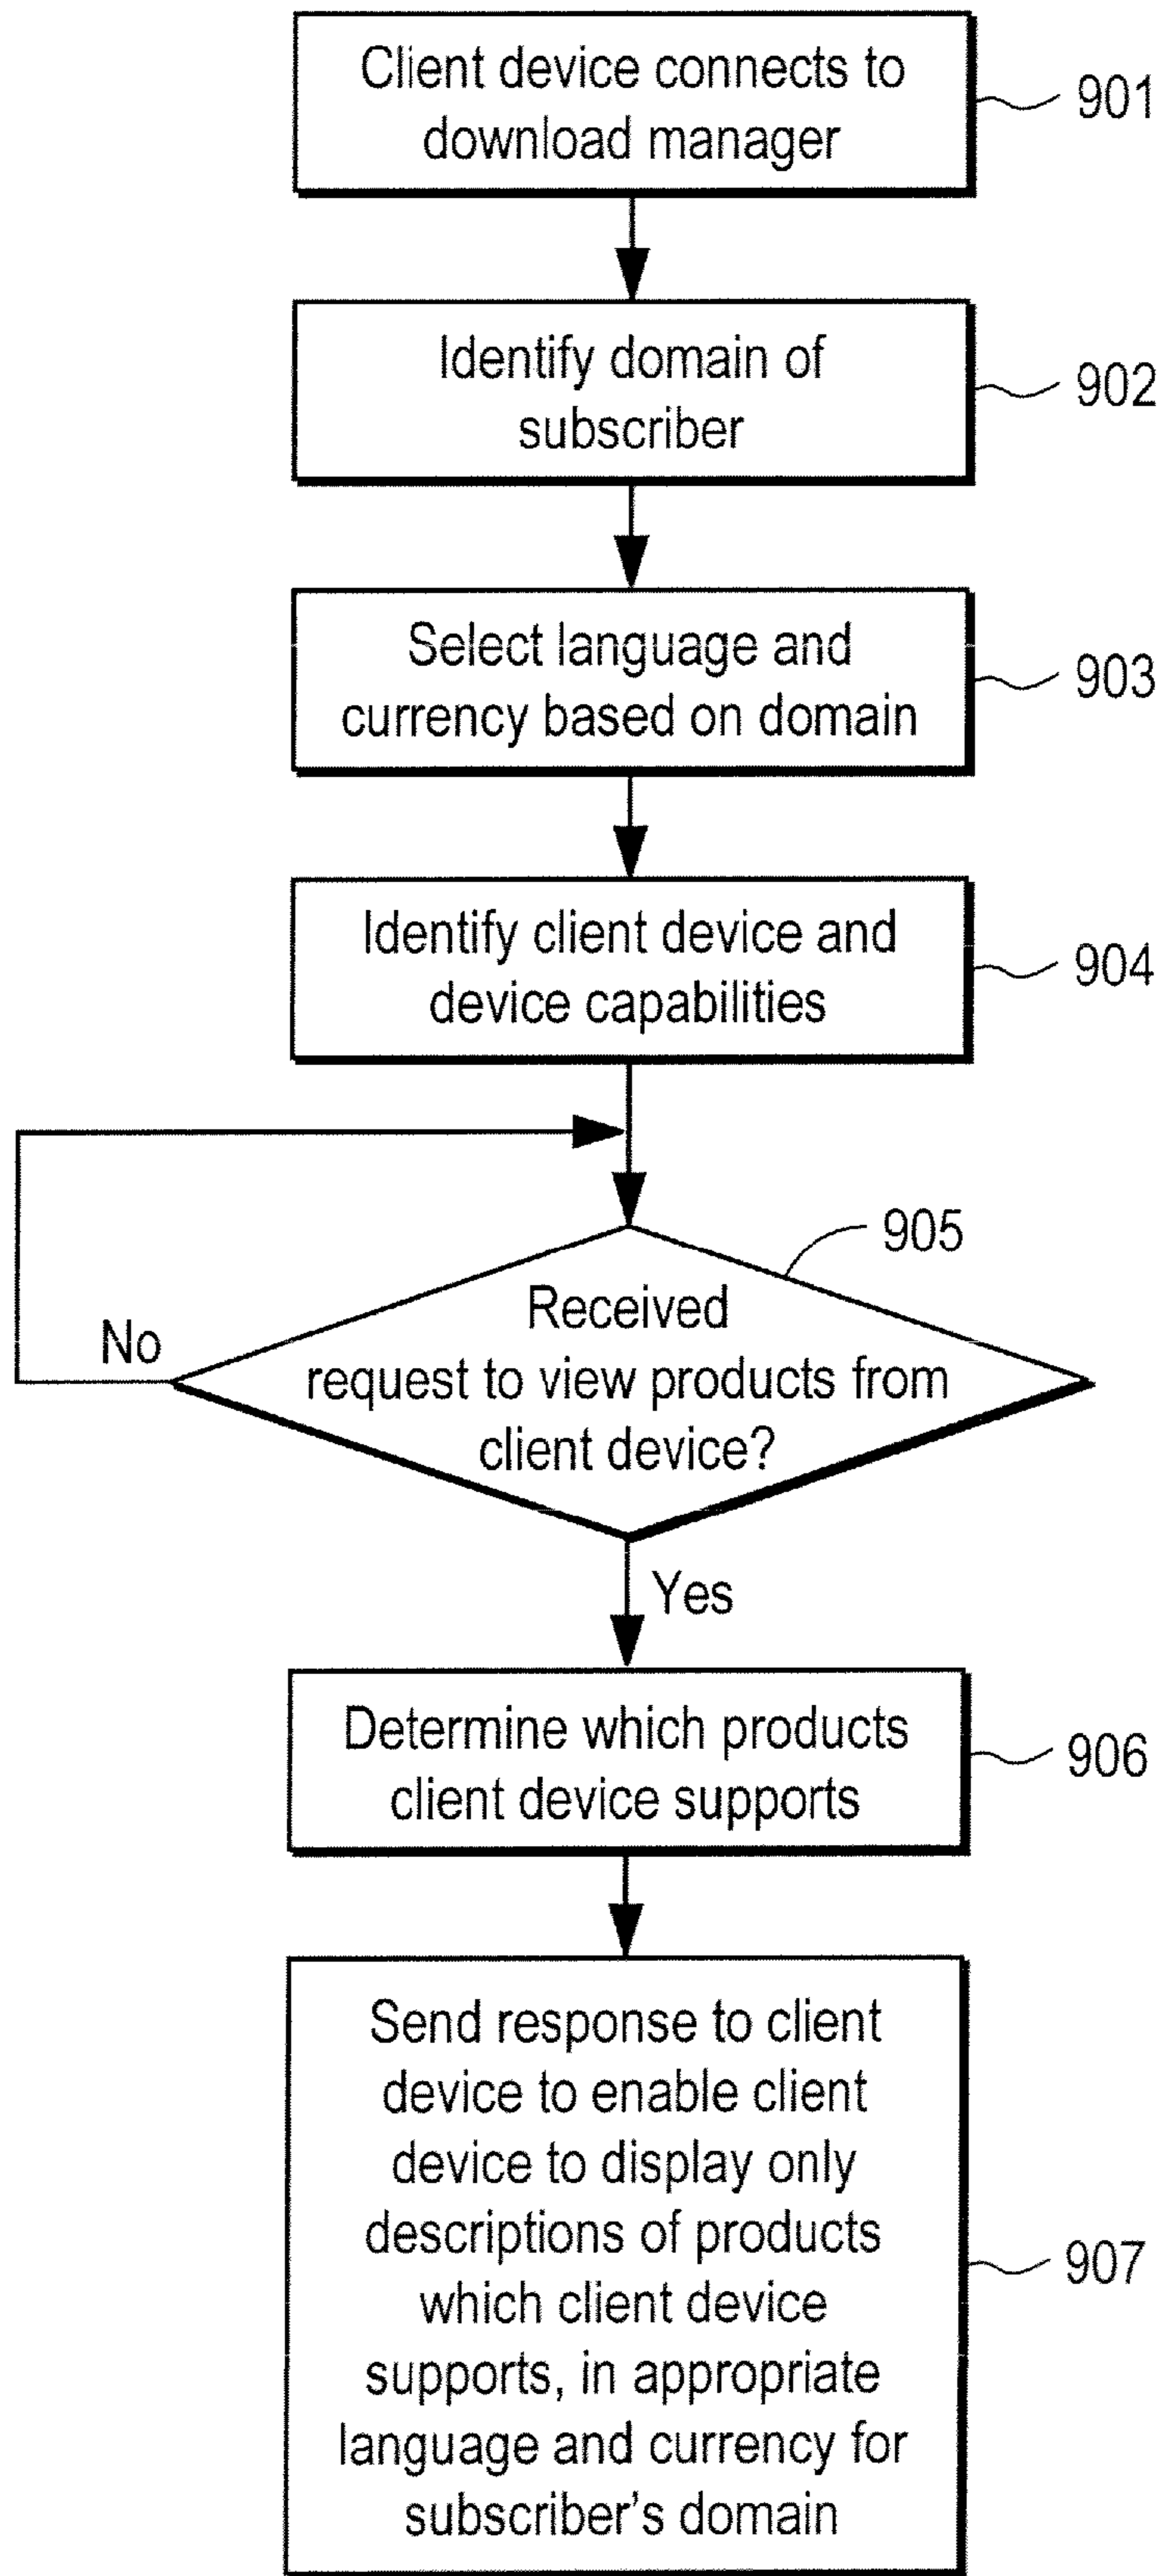 Client device connects to
download manager
901
Identify domain of
subscriber
902
Select language and
currency based on domain
903
Identify client device and
device capabilities
904
905
Received
request to view products from
client device?
No
Yes
Determine which products
client device supports
906
Send response to client
device to enable client
device to display only
descriptions of products
which client device
supports, in appropriate
language and currency for
subscriber's domain
907